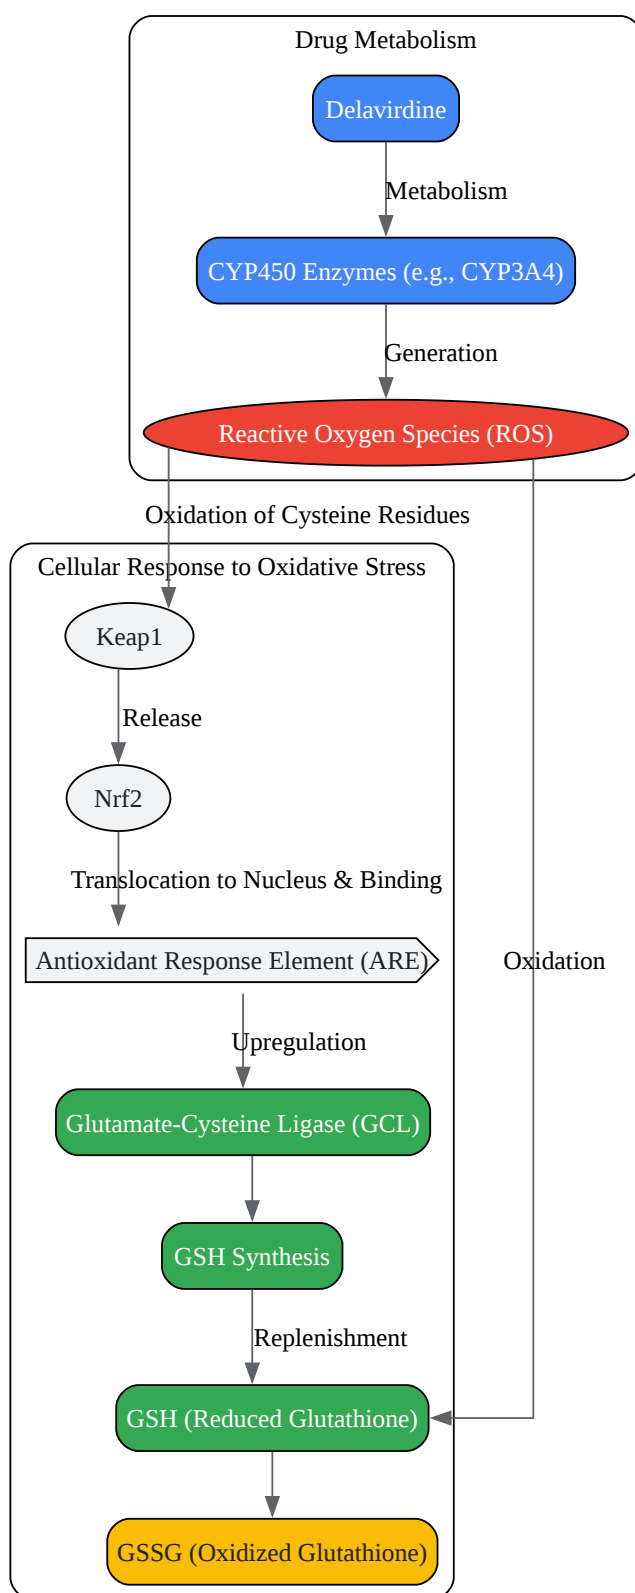 Drug Metabolism
Delavirdine
Metabolism
CYP450 Enzymes (e.g., CYP3A4)
Generation
Reactive Oxygen Species (ROS)
Oxidation of Cysteine Residues
Cellular Response to Oxidative Stress
Keap1
Release
Nrf2
Translocation to Nucleus & Binding
Antioxidant Response Element (ARE)
Oxidation
Upregulation
Glutamate-Cysteine Ligase (GCL)
GSH Synthesis
Replenishment
GSH (Reduced Glutathione)
GSSG (Oxidized Glutathione)